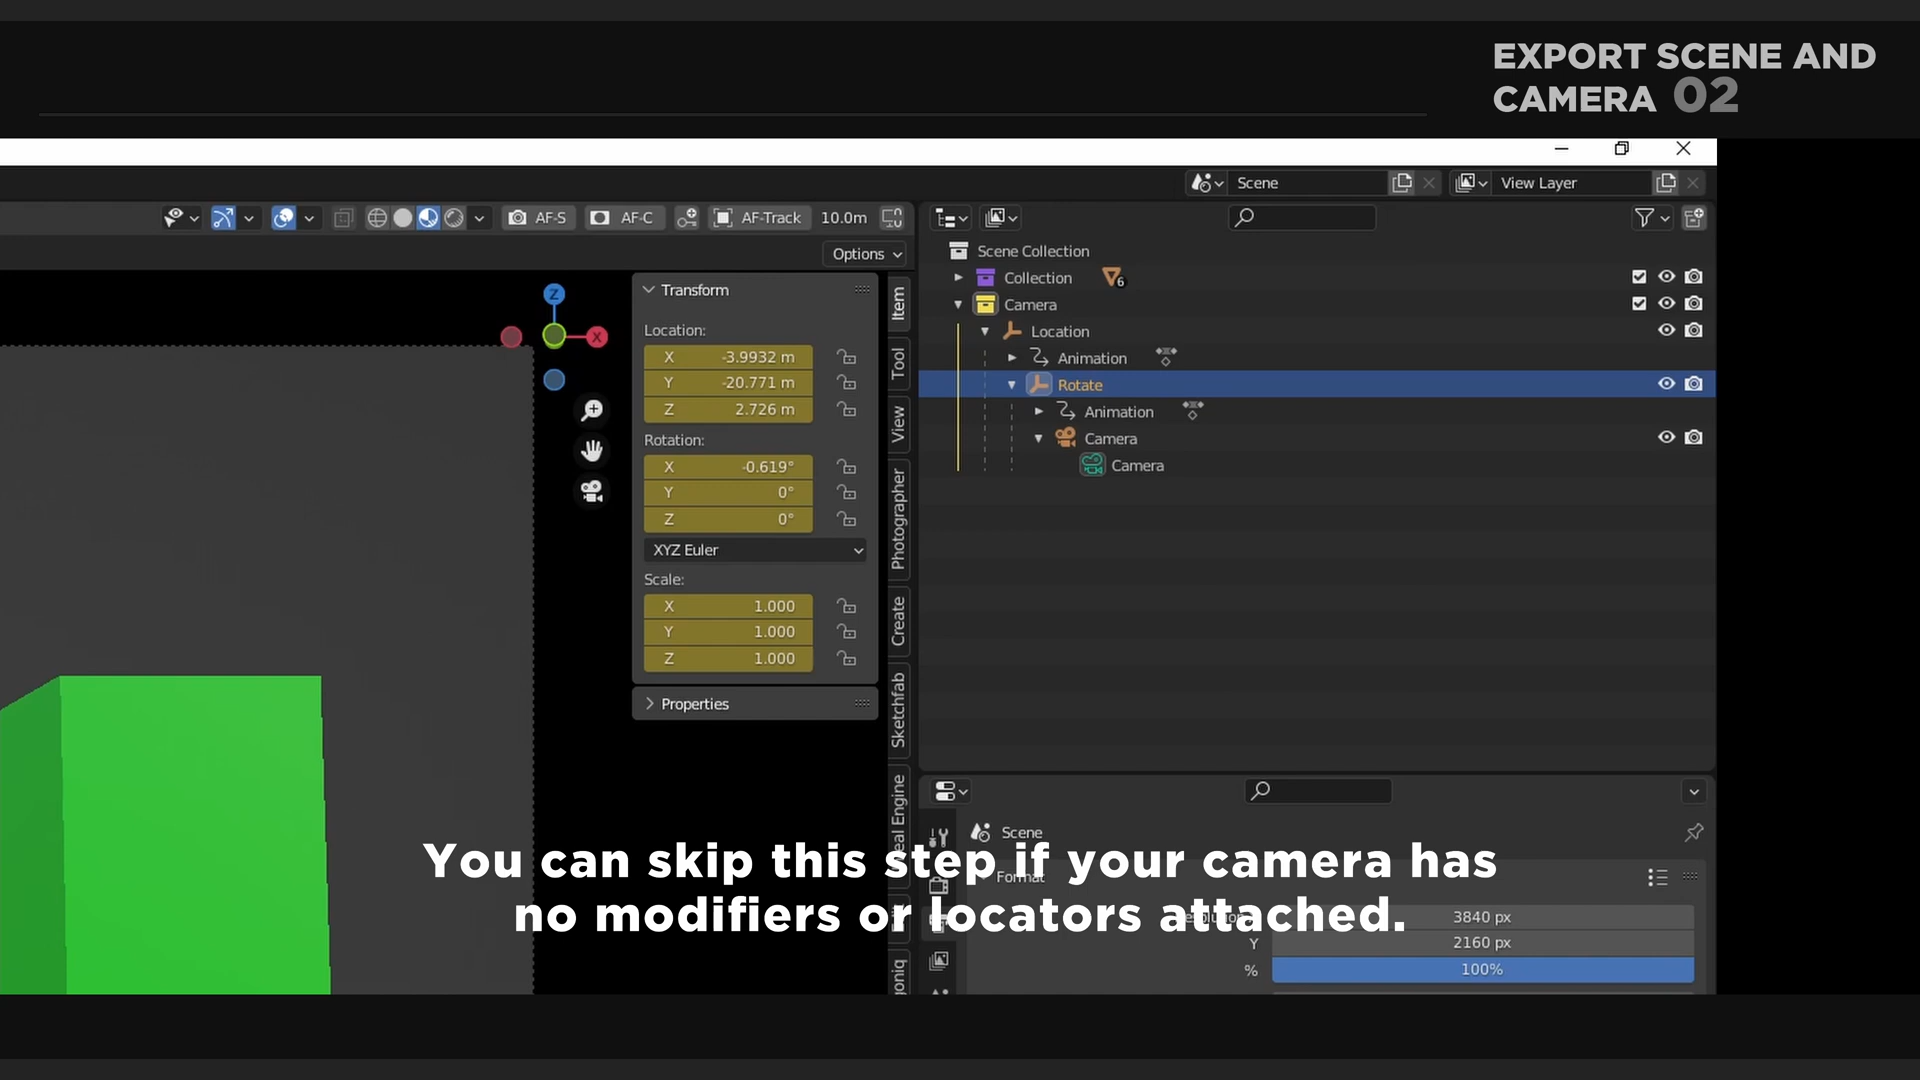 EXPORT SCENE AND
CAMERA 02
Scene
View Layer
AF-S
AF-C
AF-Track
10.0m
Options
Scene Collection
Collection
6
Camera
Location
Animation
Rotate
Animation
Camera
Camera
Z
X
Transform
Location:
X -3.9932 m
Y -20.771 m
Z 2.726 m
Rotation:
X -0.619°
Y 0°
Z 0°
XYZ Euler
Scale:
X 1.000
Y 1.000
Z 1.000
Properties
Item
Tool
View
Photographer
Create
Sketchfab
Scene
Format
3840 px
Y 2160 px
% 100%
You can skip this step if your camera has
no modifiers or locators attached.